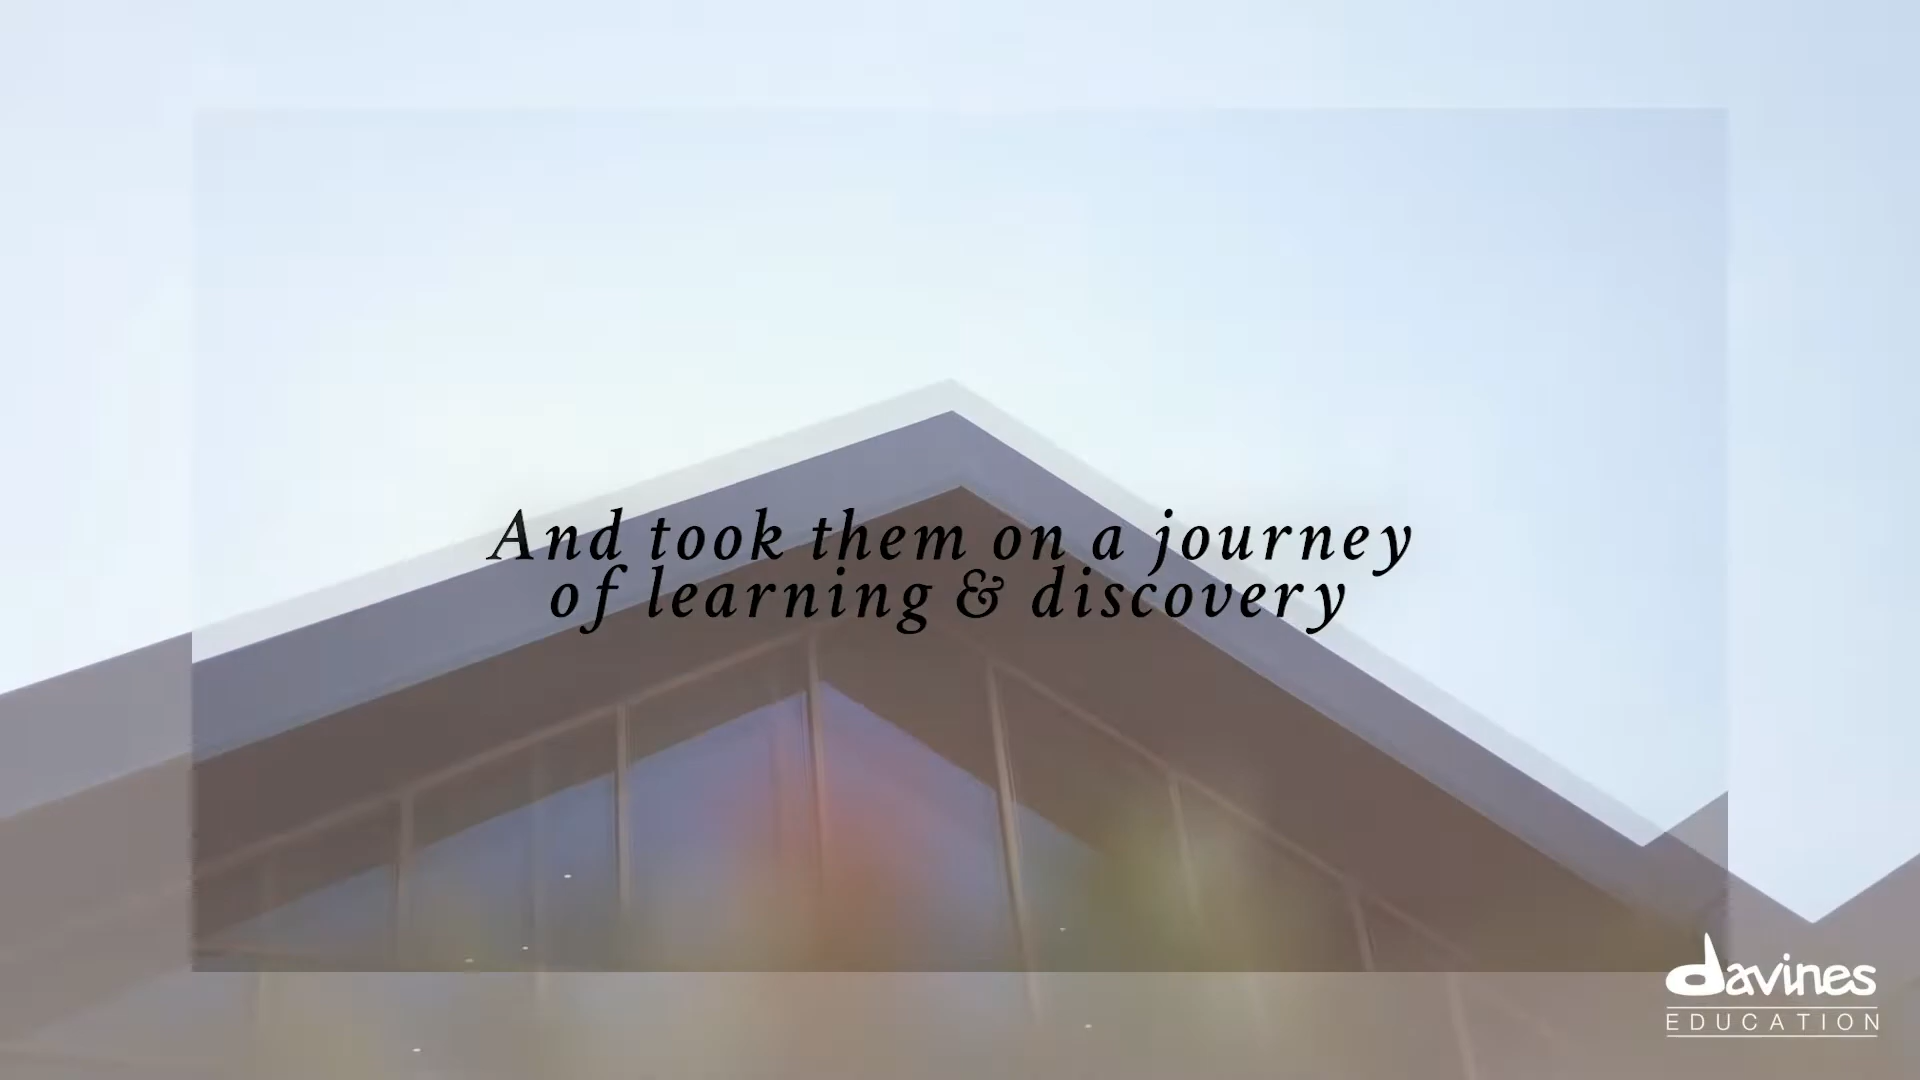 And took them on a journey
of learning & discovery
davines
EDUCATION